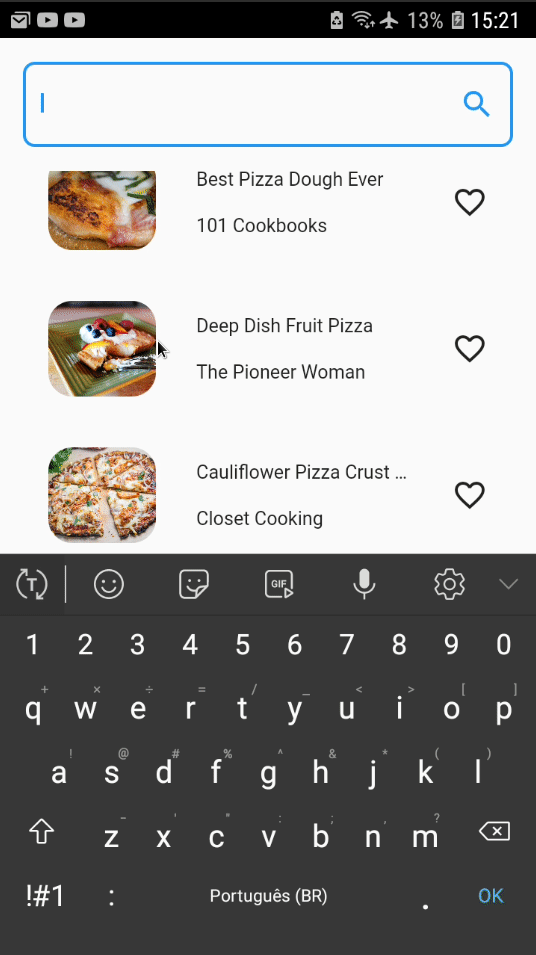 13% 15:21
Best Pizza Dough Ever
101 Cookbooks
Deep Dish Fruit Pizza
The Pioneer Woman
Cauliflower Pizza Crust ...
Closet Cooking
T GIF
1 2 3 4 5 6 7 8 9 0
+ × ÷ = / _ < > [ ]
q w e r t y u i o p
! @ # % ^ & * ( )
a s d f g h j k l
- ' " : ; , ?
z x c v b n m
!#1 : Português (BR) . OK